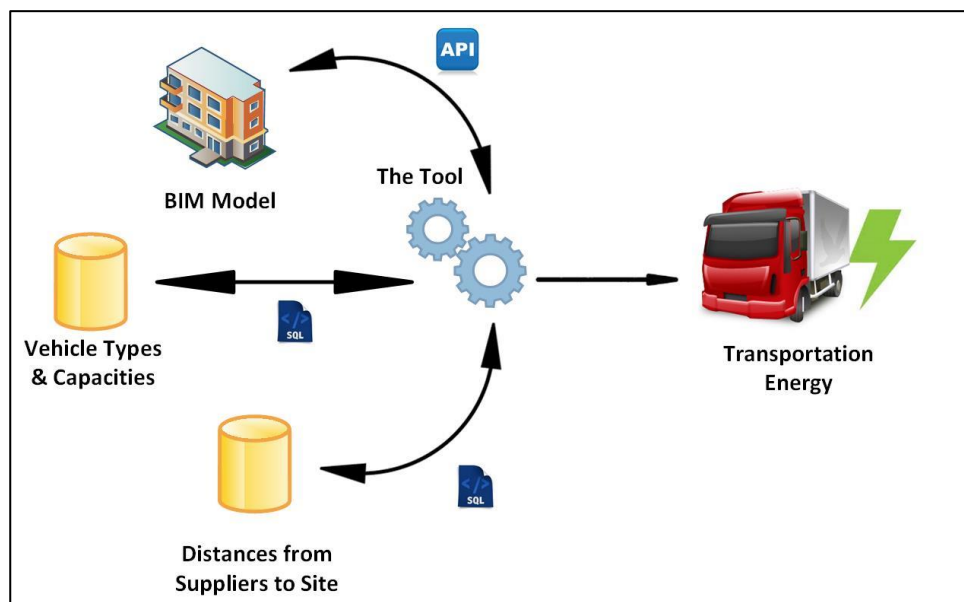 API
The Tool
BIM Model
</>
SQL
Vehicle Types
& Capacities
Transportation
Energy
</>
SQL
Distances from
Suppliers to Site